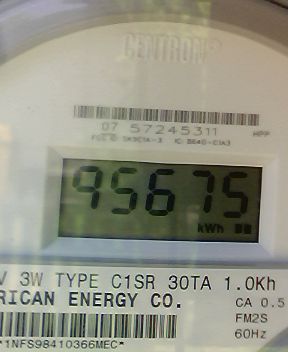 CENTRON®
07 57245311 HPP
95675
kWh
V 3W TYPE C1SR 30TA 1.0Kh
RICAN ENERGY CO. CA 0.5
FM2S
60Hz
*1NFS98410366MEC*